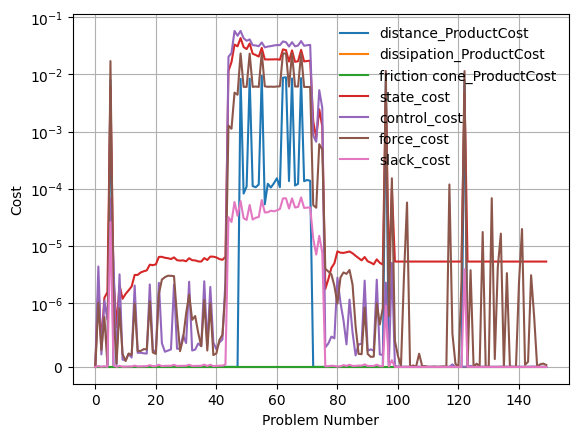 10⁻¹
10⁻²
10⁻³
10⁻⁴
10⁻⁵
10⁻⁶
0
Cost
distance_ProductCost
dissipation_ProductCost
friction cone_ProductCost
state_cost
control_cost
force_cost
slack_cost
0 20 40 60 80 100 120 140
Problem Number